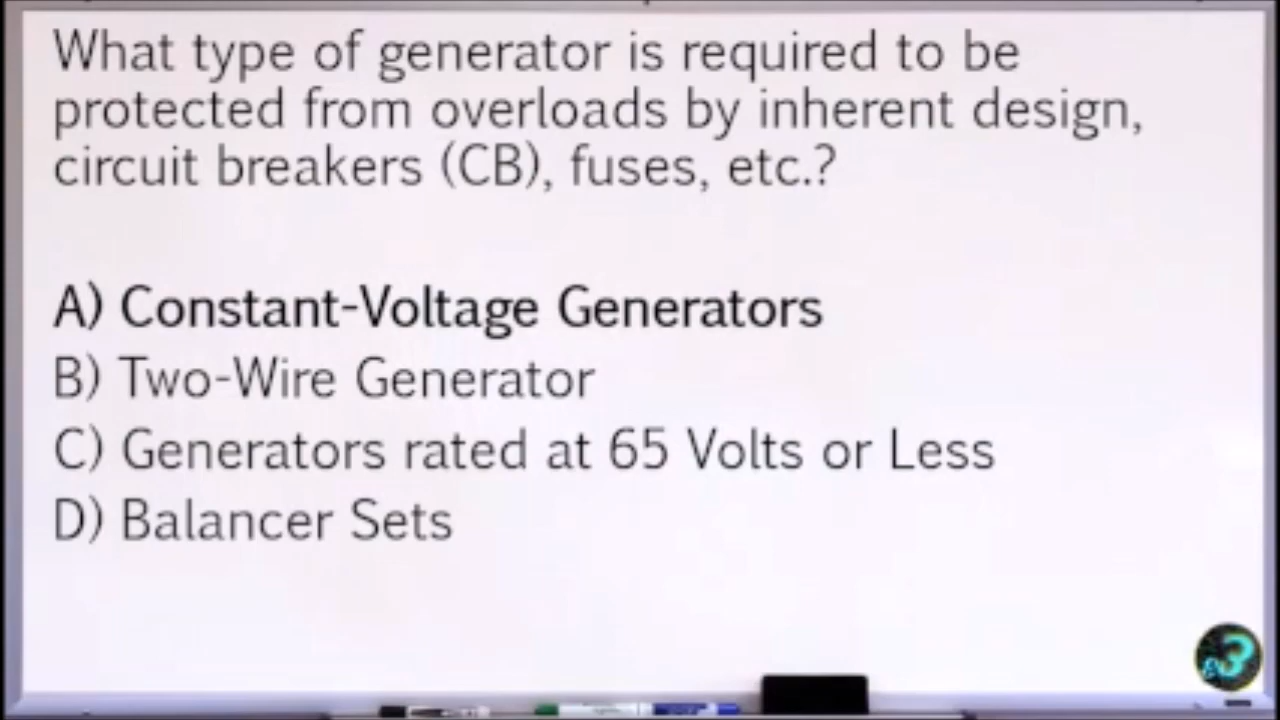 What type of generator is required to be
protected from overloads by inherent design,
circuit breakers (CB), fuses, etc.?
A) Constant-Voltage Generators
B) Two-Wire Generator
C) Generators rated at 65 Volts or Less
D) Balancer Sets